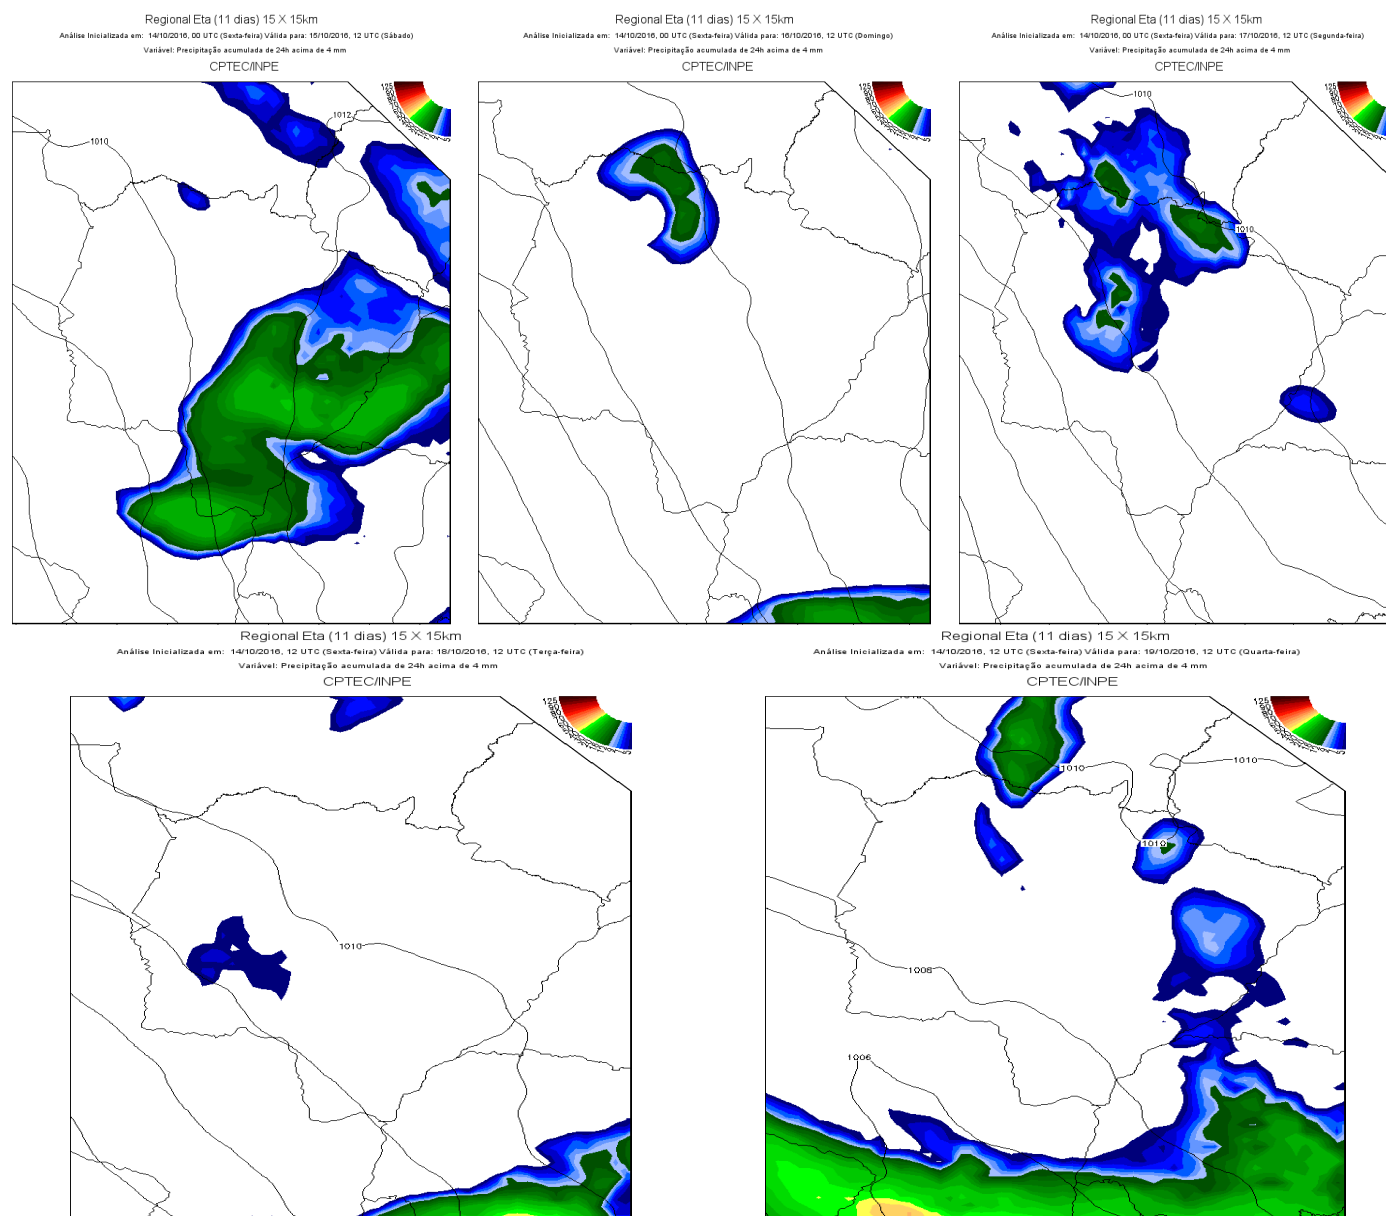 Regional Eta (11 dias) 15 X 15km
Análise Inicializada em: 14/10/2016, 00 UTC (Sexta-feira) Válida para: 15/10/2016, 12 UTC (Sábado)
Variável: Precipitação acumulada de 24h acima de 4 mm
CPTEC/INPE
1010
1012
Regional Eta (11 dias) 15 X 15km
Análise Inicializada em: 14/10/2016, 00 UTC (Sexta-feira) Válida para: 16/10/2016, 12 UTC (Domingo)
Variável: Precipitação acumulada de 24h acima de 4 mm
CPTEC/INPE
Regional Eta (11 dias) 15 X 15km
Análise Inicializada em: 14/10/2016, 00 UTC (Sexta-feira) Válida para: 17/10/2016, 12 UTC (Segunda-feira)
Variável: Precipitação acumulada de 24h acima de 4 mm
CPTEC/INPE
1010
1010
Regional Eta (11 dias) 15 X 15km
Análise Inicializada em: 14/10/2016, 12 UTC (Sexta-feira) Válida para: 18/10/2016, 12 UTC (Terça-feira)
Variável: Precipitação acumulada de 24h acima de 4 mm
CPTEC/INPE
1010
Regional Eta (11 dias) 15 X 15km
Análise Inicializada em: 14/10/2016, 12 UTC (Sexta-feira) Válida para: 19/10/2016, 12 UTC (Quarta-feira)
Variável: Precipitação acumulada de 24h acima de 4 mm
CPTEC/INPE
1010
1010
1010
1008
1006